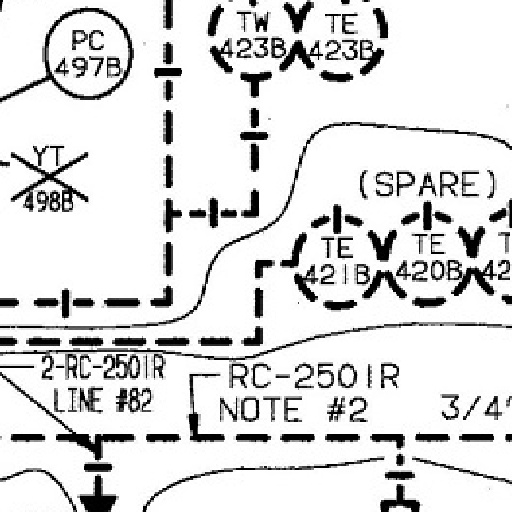 PC
497B
TW
423B
TE
423B
YT
498B
(SPARE)
TE
421B
TE
420B
2-RC-2501R
LINE #82
RC-2501R
NOTE #2
3/4"